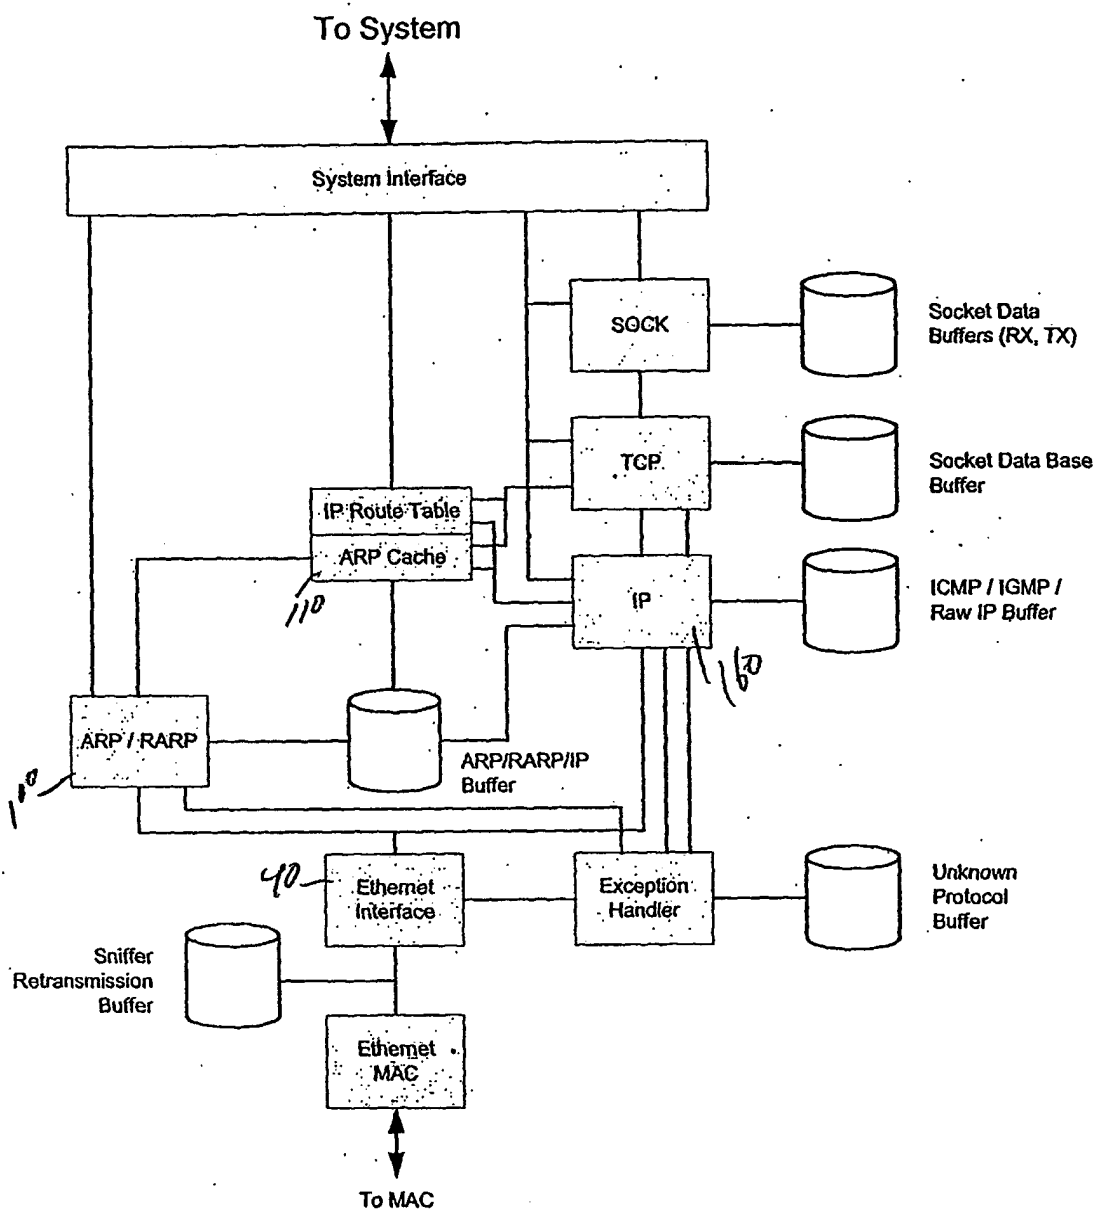 To System
System Interface
SOCK
Socket Data
Buffers (RX, TX)
TCP
Socket Data Base
Buffer
IP Route Table
ARP Cache
110
IP
ICMP / IGMP /
Raw IP Buffer
160
ARP / RARP
ARP/RARP/IP
Buffer
40
Ethernet
Interface
Exception
Handler
Unknown
Protocol
Buffer
Sniffer
Retransmission
Buffer
Ethernet
MAC
To MAC